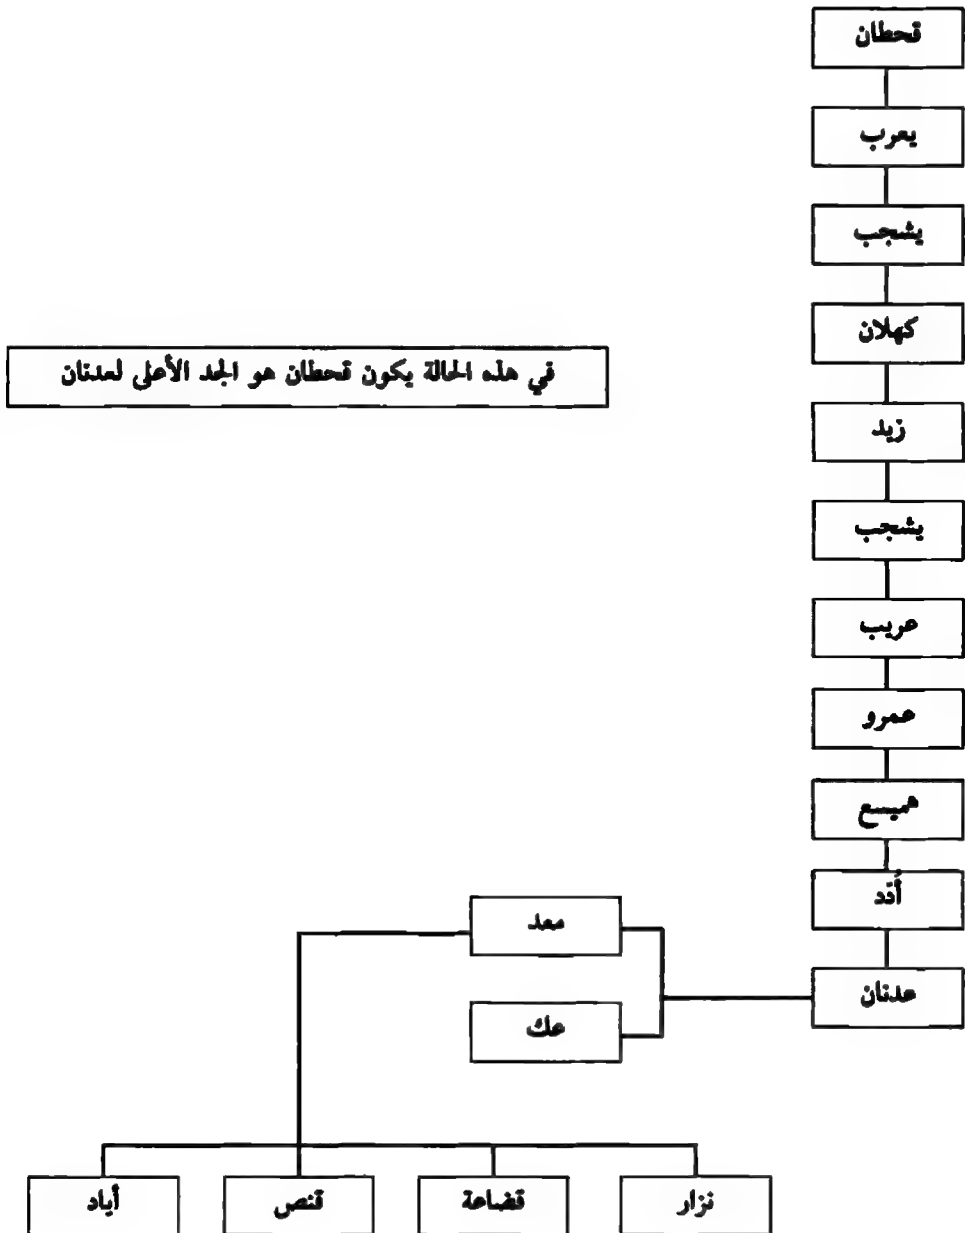 قحطان
يعرب
يشجب
كهلان
في هذه الحالة يكون قحطان هو الجد الأعلى لعدنان
زيد
يشجب
عريب
عمرو
هميسع
أُدَد
معد
عدنان
عك
نزار
قضاعة
قنص
أياد